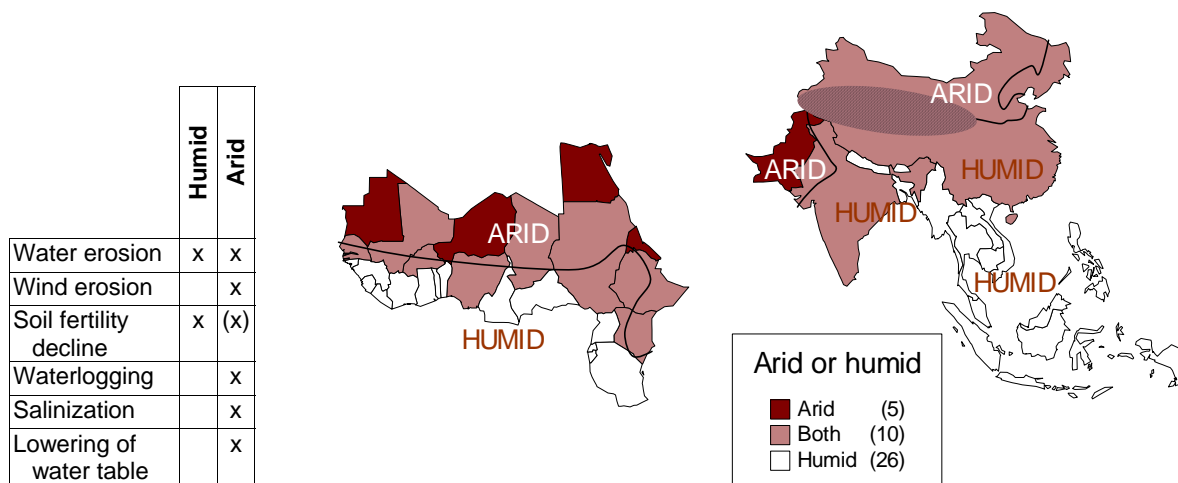 Humid Arid
Water erosion x x
Wind erosion x
Soil fertility x (x)
decline
Waterlogging x
Salinization x
Lowering of x
water table
ARID
HUMID
ARID
ARID
HUMID
HUMID
HUMID
Arid or humid
Arid (5)
Both (10)
Humid (26)